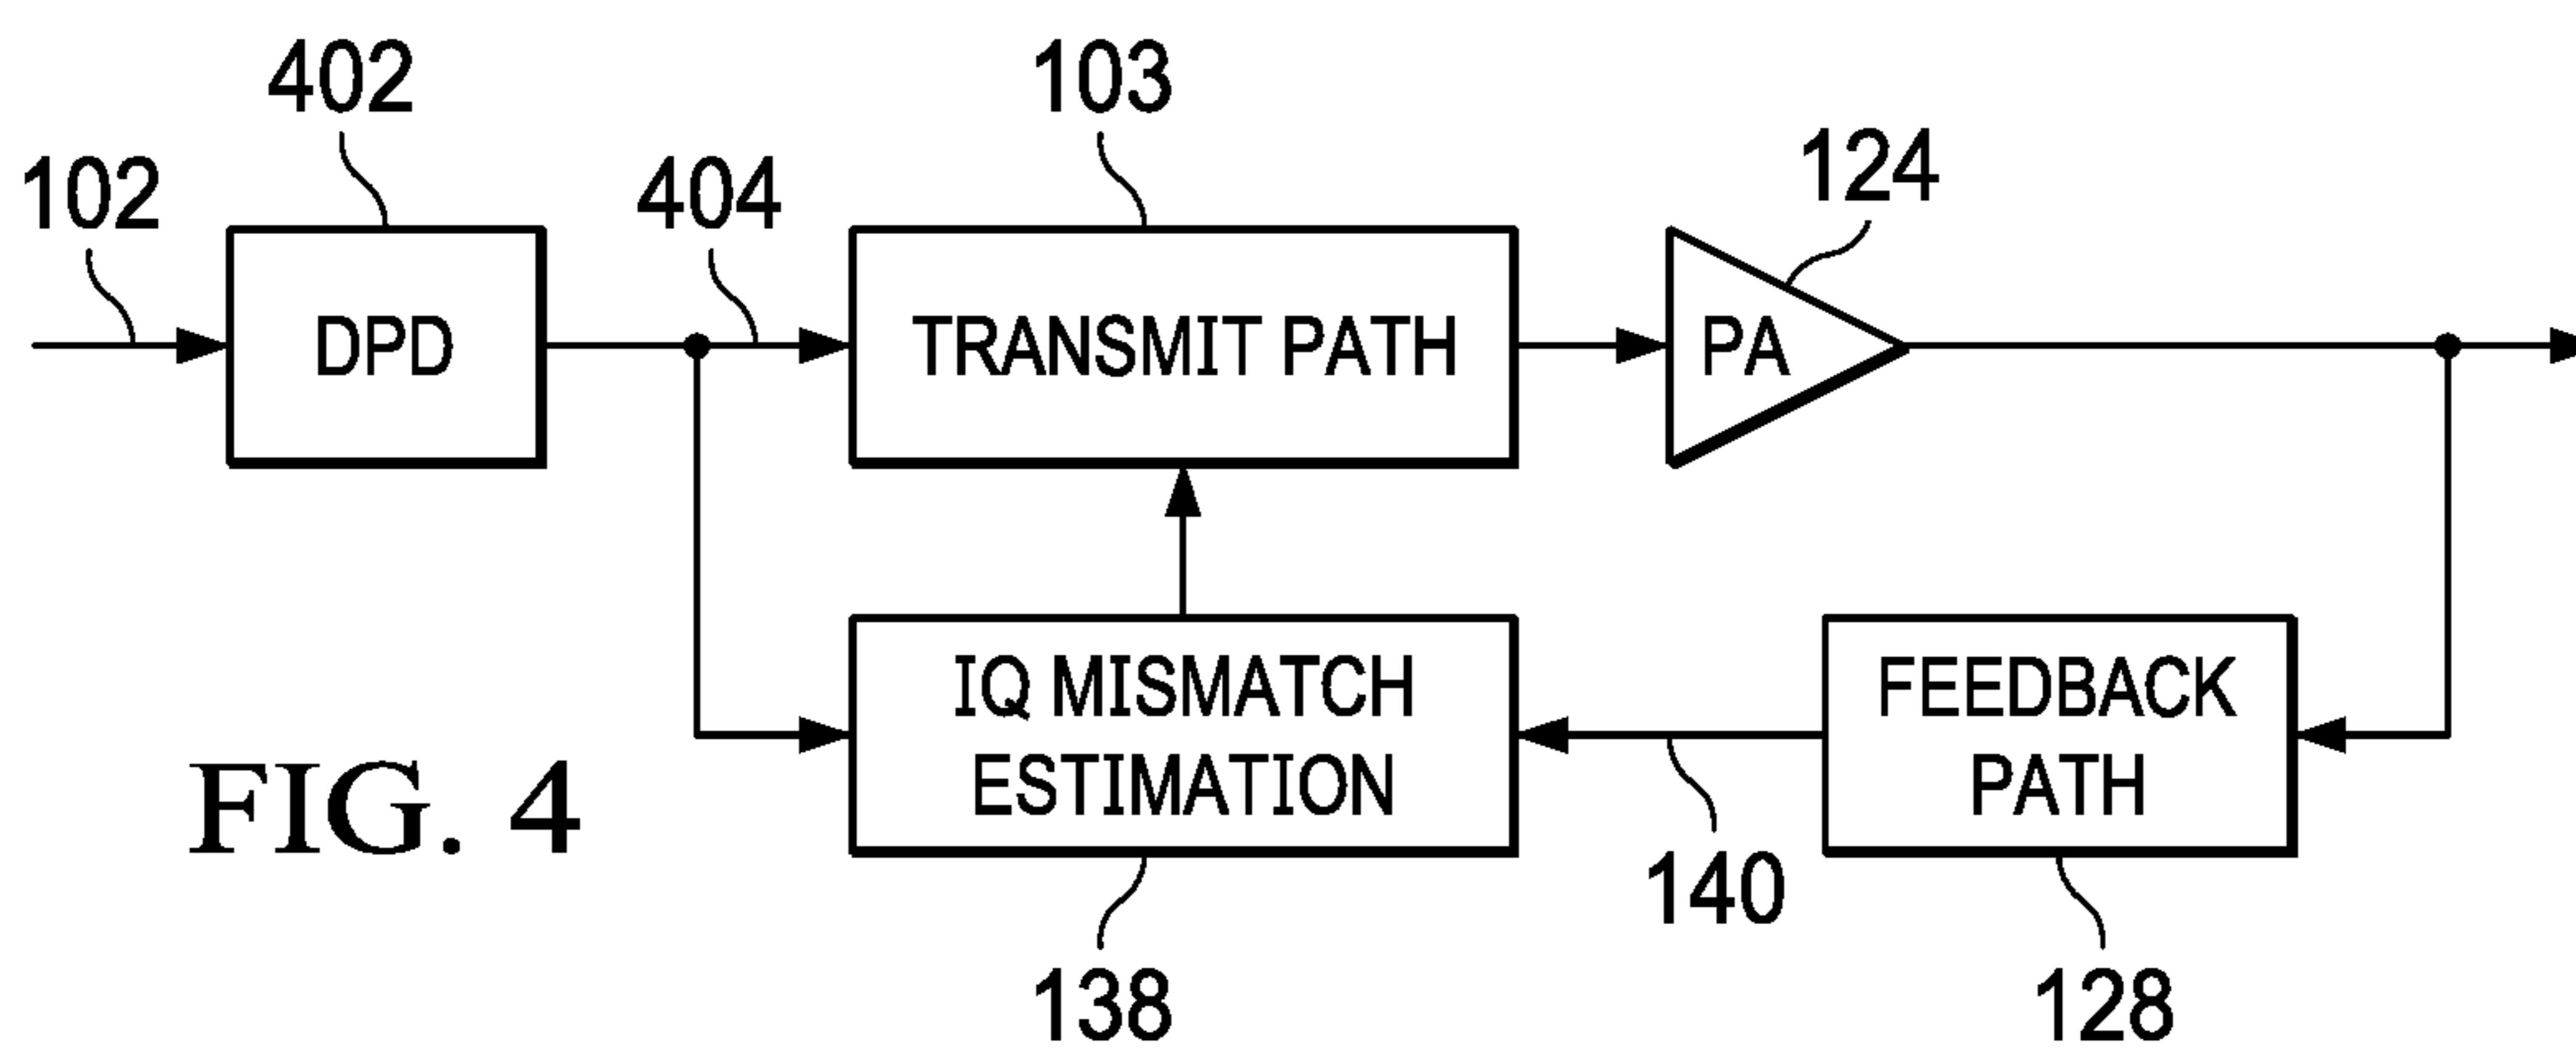 402
103
124
102
404
DPD
TRANSMIT PATH
PA
IQ MISMATCH
ESTIMATION
FEEDBACK
PATH
FIG. 4
140
138
128